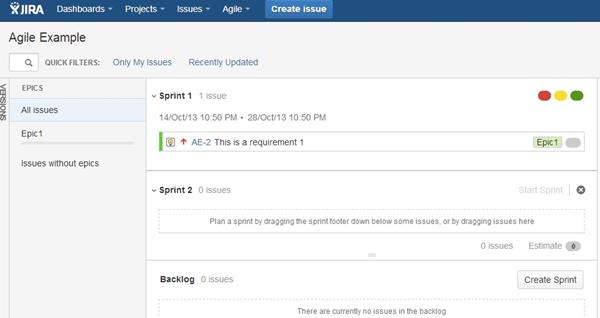 JIRA Dashboards Projects Issues Agile Create issue
Agile Example
QUICK FILTERS: Only My Issues Recently Updated
VERSIONS
EPICS
All issues
Epic1
Issues without epics
Sprint 1 1 issue
14/Oct/13 10:50 PM • 28/Oct/13 10:50 PM
AE-2 This is a requirement 1 Epic1
Sprint 2 0 issues Start Sprint
Plan a sprint by dragging the sprint footer down below some issues, or by dragging issues here
0 issues Estimate 0
Backlog 0 issues Create Sprint
There are currently no issues in the backlog